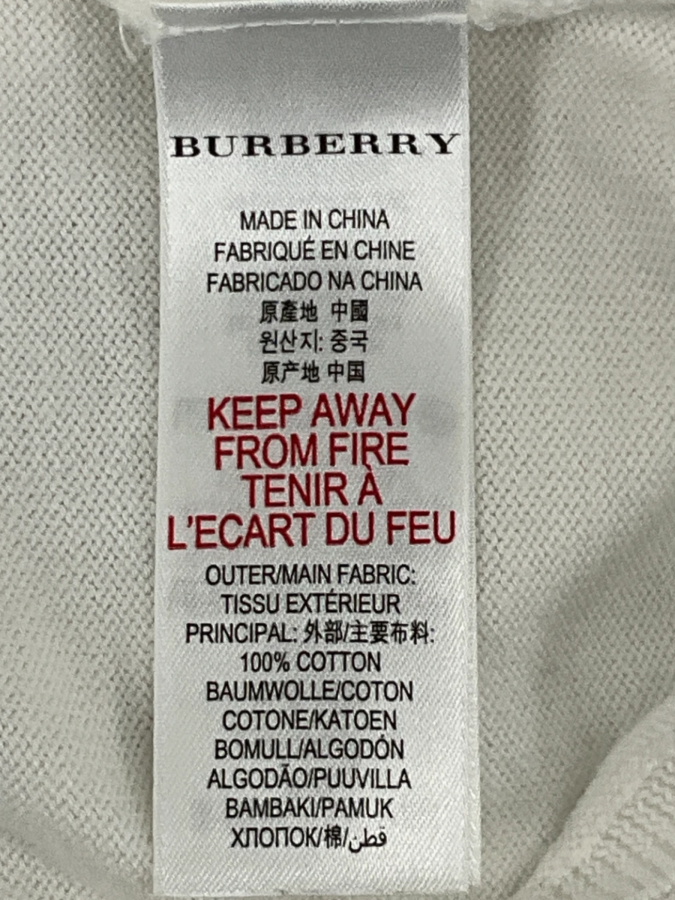 BURBERRY
MADE IN CHINA
FABRIQUÉ EN CHINE
FABRICADO NA CHINA
原產地 中國
원산지: 중국
原产地 中国
KEEP AWAY
FROM FIRE
TENIR À
L'ECART DU FEU
OUTER/MAIN FABRIC:
TISSU EXTÉRIEUR
PRINCIPAL: 外部/主要布料:
100% COTTON
BAUMWOLLE/COTON
COTONE/KATOEN
BOMULL/ALGODÓN
ALGODÃO/PUUVILLA
BAMBAKI/PAMUK
ХЛОПОК/棉/قطن